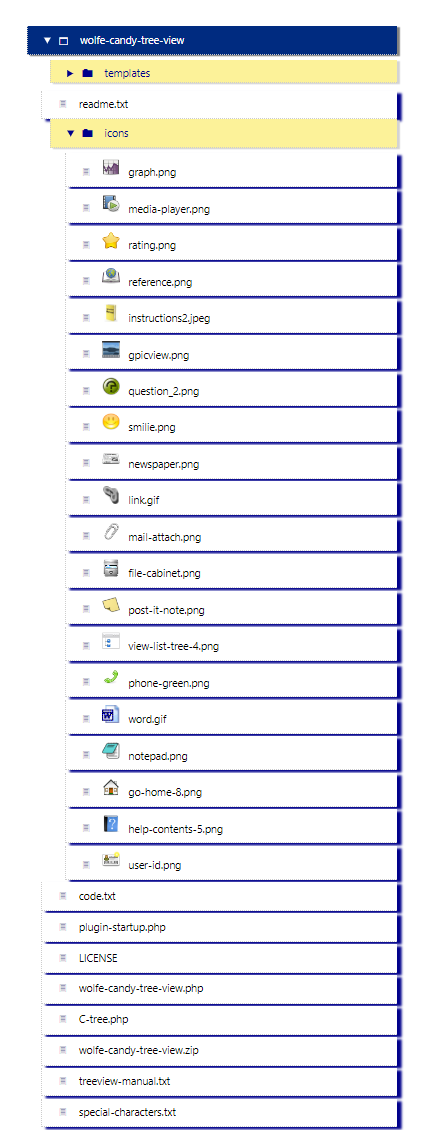 wolfe-candy-tree-view
templates
readme.txt
icons
graph.png
media-player.png
rating.png
reference.png
instructions2.jpeg
gpicview.png
question_2.png
smilie.png
newspaper.png
link.gif
mail-attach.png
file-cabinet.png
post-it-note.png
view-list-tree-4.png
phone-green.png
word.gif
notepad.png
go-home-8.png
help-contents-5.png
user-id.png
code.txt
plugin-startup.php
LICENSE
wolfe-candy-tree-view.php
C-tree.php
wolfe-candy-tree-view.zip
treeview-manual.txt
special-characters.txt